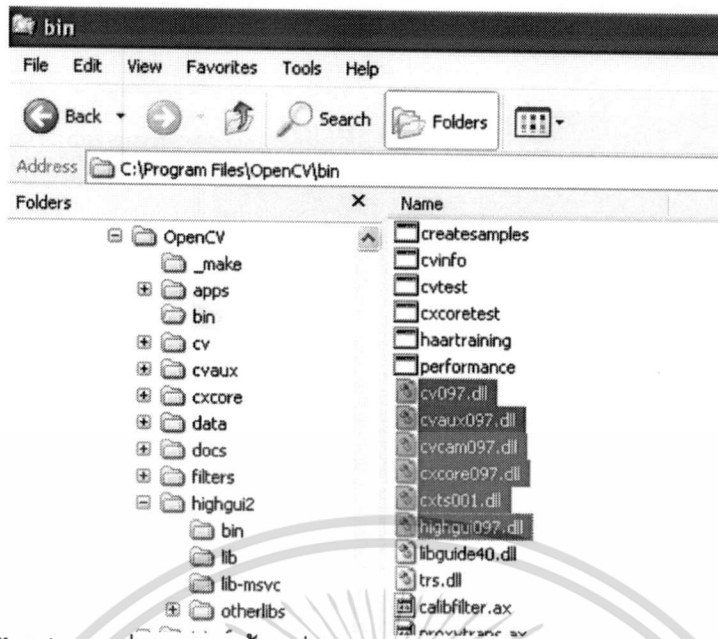 bin
File Edit View Favorites Tools Help
Back Search Folders
Address C:\Program Files\OpenCV\bin
Folders X Name
OpenCV
_make
apps
bin
cv
cvaux
cxcore
data
docs
filters
highgui2
bin
lib
lib-msvc
otherlibs
createsamples
cvinfo
cvtest
cxcoretest
haartraining
performance
cv097.dll
cvaux097.dll
cvcam097.dll
cxcore097.dll
cxts001.dll
highgui097.dll
libguide40.dll
trs.dll
calibfilter.ax
proxytrans.ax